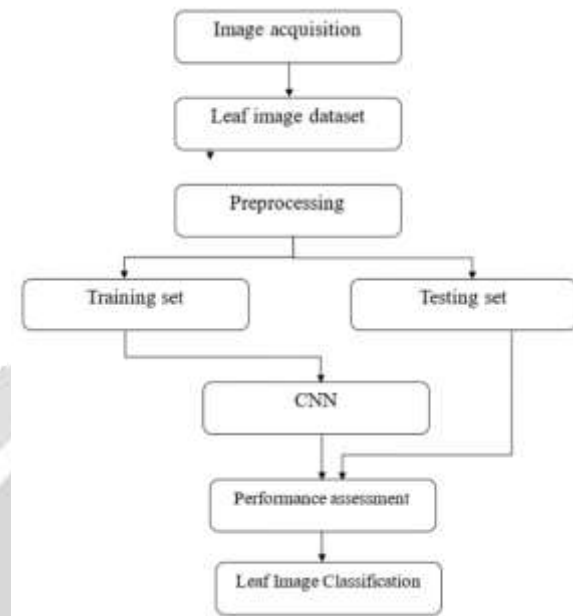 Image acquisition
Leaf image dataset
Preprocessing
Training set
Testing set
CNN
Performance assessment
Leaf Image Classification